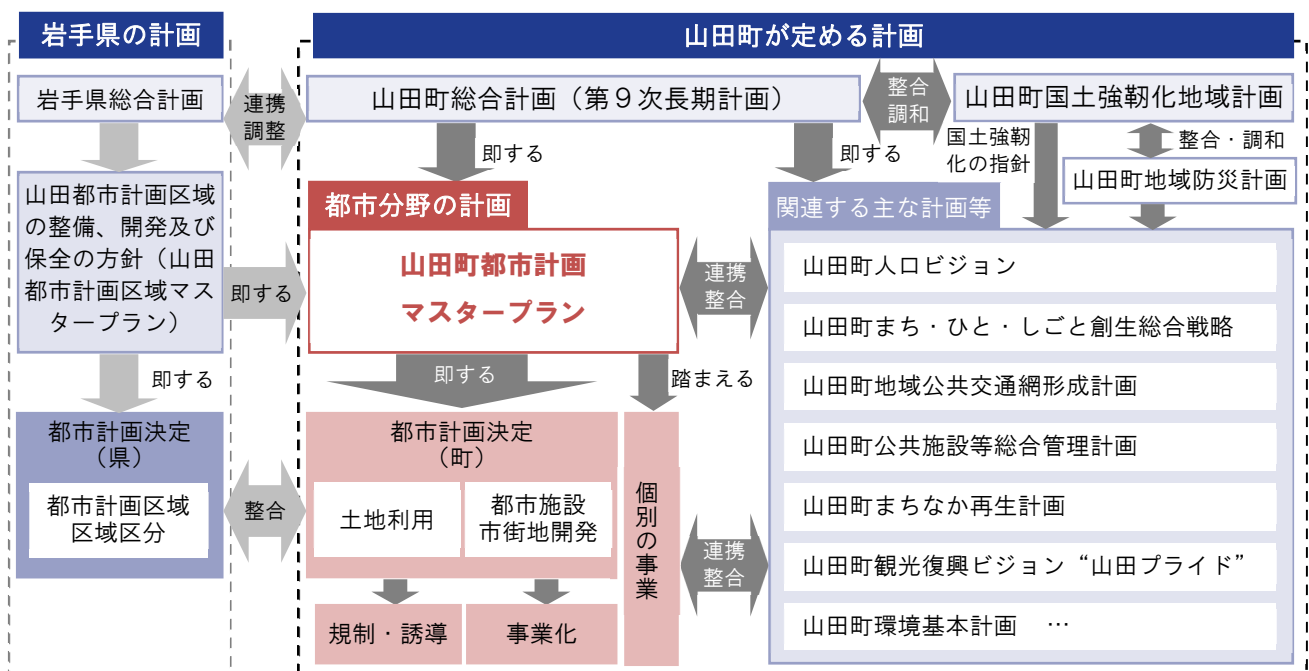 岩手県の計画
山田町が定める計画
岩手県総合計画
連携
調整
山田町総合計画（第９次長期計画）
整合
調和
山田町国土強靭化地域計画
即する
即する
国土強靭
化の指針
整合・調和
山田町地域防災計画
山田都市計画区域
の整備、開発及び
保全の方針（山田
都市計画区域マス
タープラン）
即する
都市分野の計画
山田町都市計画
マスタープラン
連携
整合
関連する主な計画等
山田町人口ビジョン
山田町まち・ひと・しごと創生総合戦略
山田町地域公共交通網形成計画
山田町公共施設等総合管理計画
山田町まちなか再生計画
山田町観光復興ビジョン“山田プライド”
山田町環境基本計画　…
即する
即する
踏まえる
都市計画決定
（県）
都市計画区域
区域区分
整合
都市計画決定
（町）
土地利用
都市施設
市街地開発
個別の事業
連携
整合
規制・誘導
事業化